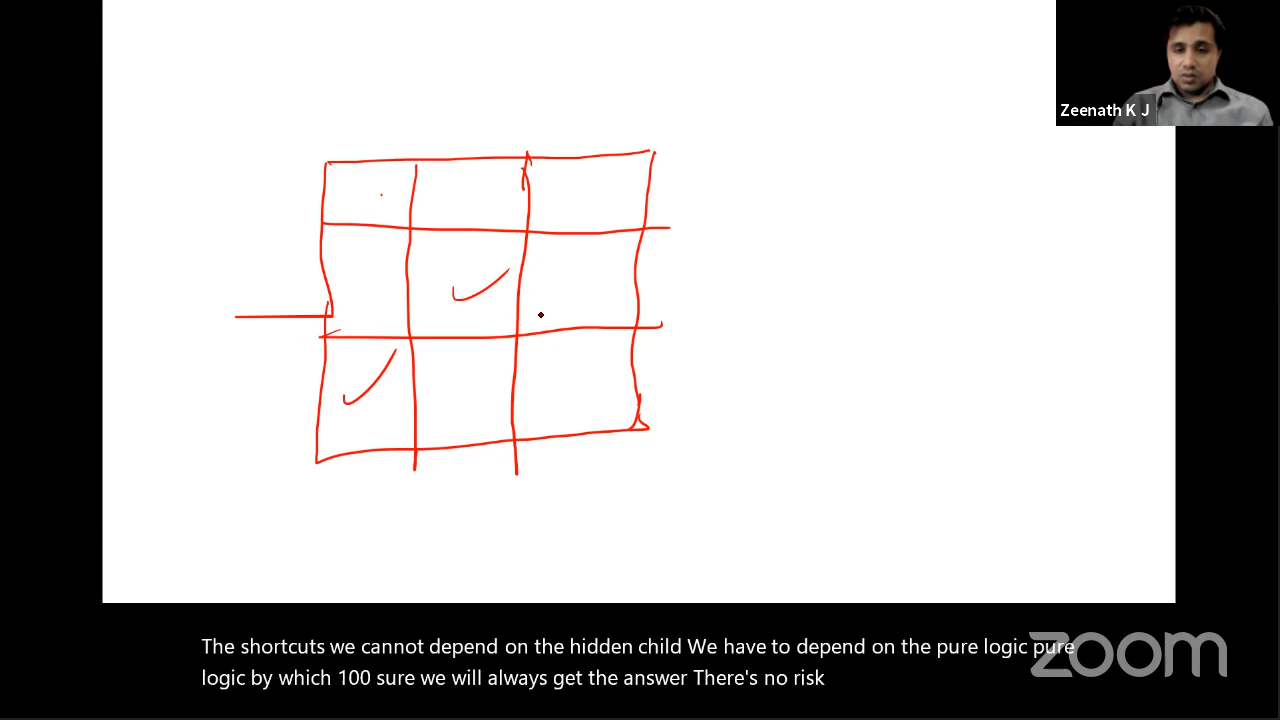 Zeenath K J
The shortcuts we cannot depend on the hidden child We have to depend on the pure logic pure
logic by which 100 sure we will always get the answer There's no risk
zoom